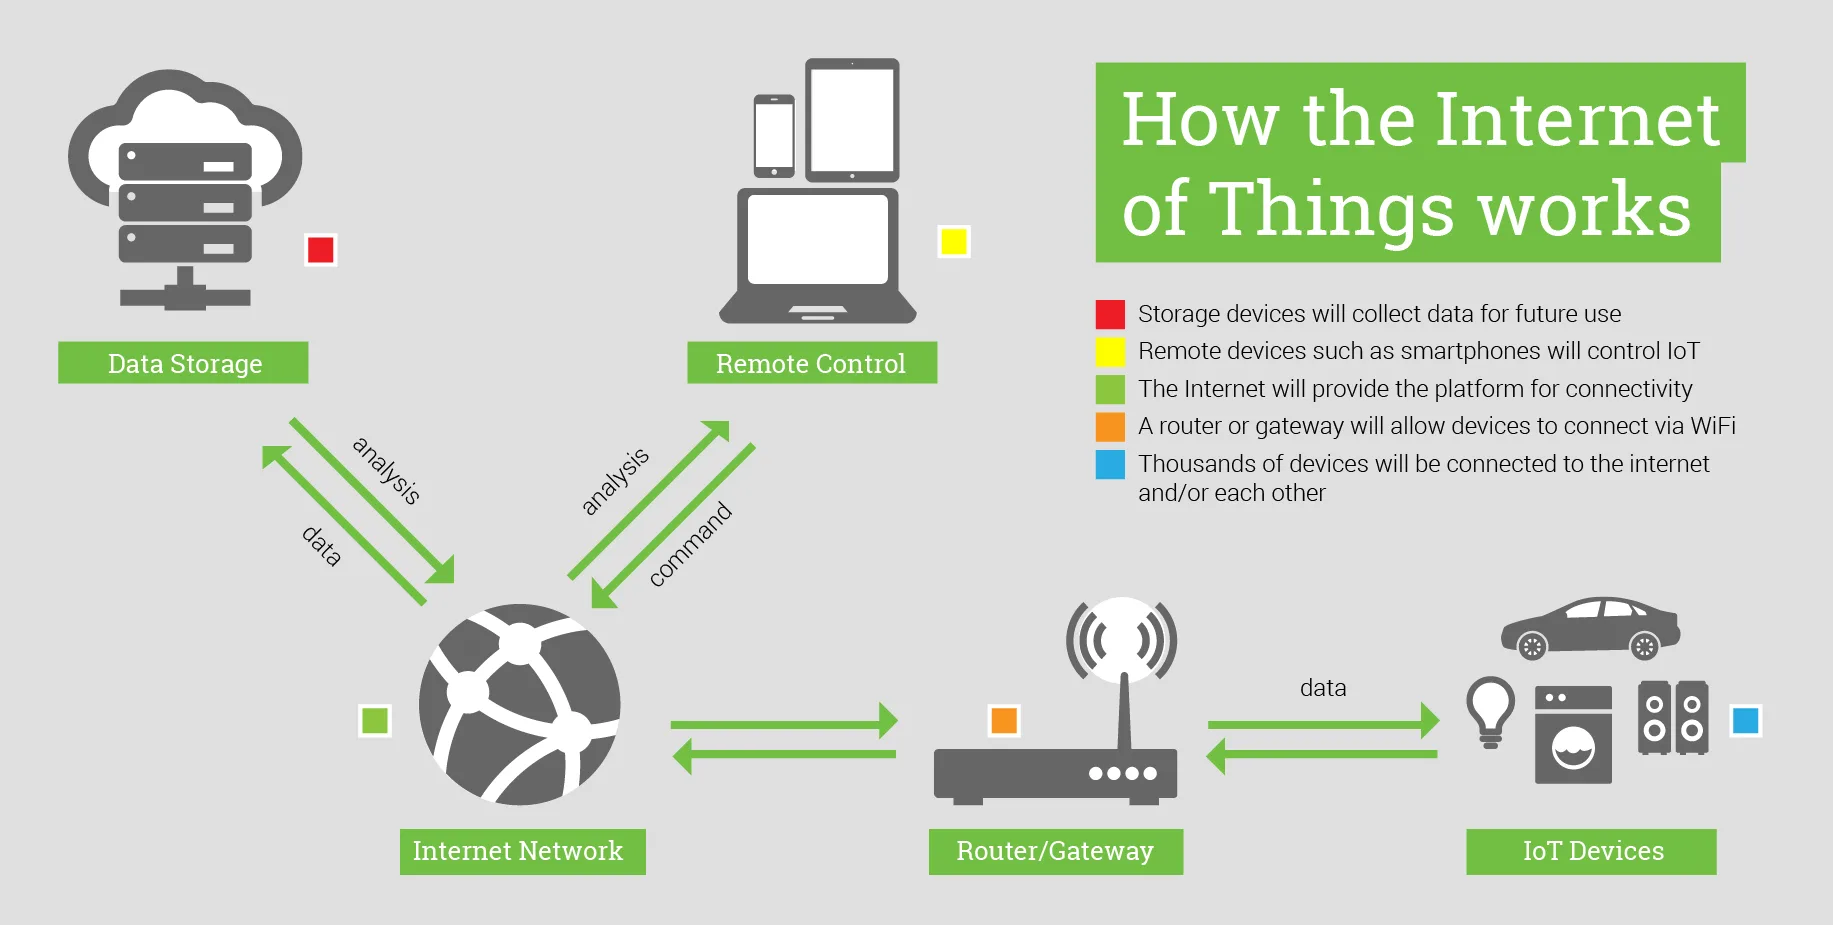 How the Internet
of Things works
Storage devices will collect data for future use
Remote devices such as smartphones will control IoT
The Internet will provide the platform for connectivity
A router or gateway will allow devices to connect via WiFi
Thousands of devices will be connected to the internet
and/or each other
Data Storage
Remote Control
analysis
data
analysis
command
data
Internet Network
Router/Gateway
IoT Devices